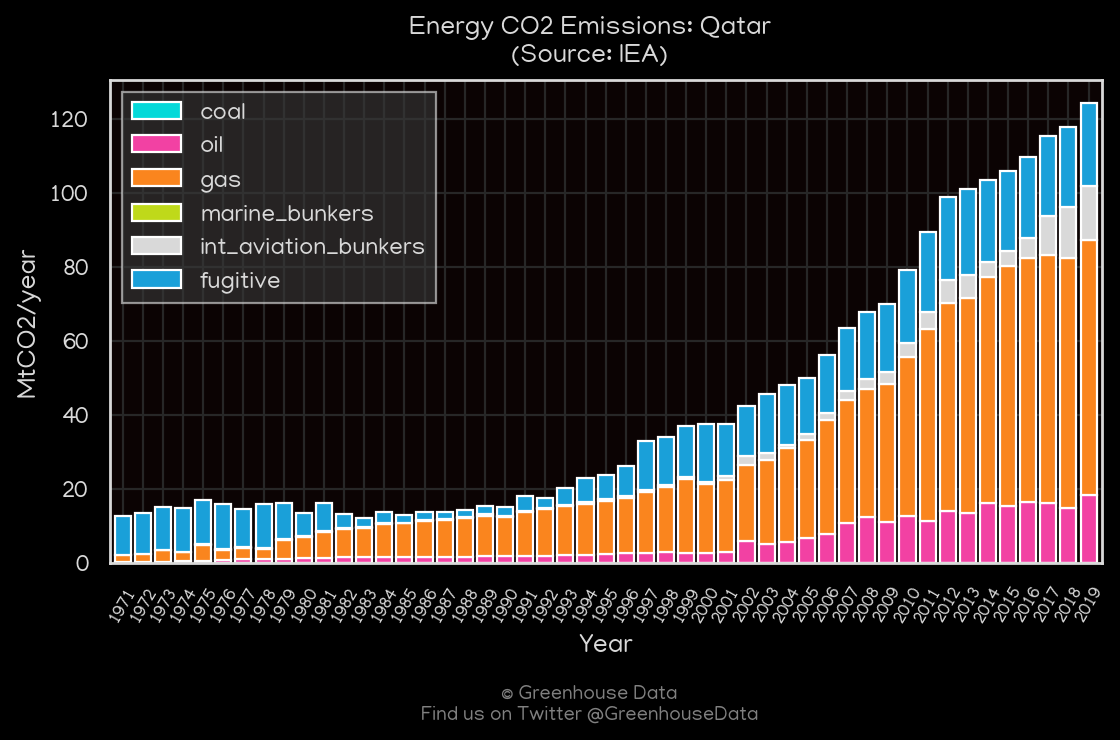 Energy CO2 Emissions: Qatar
(Source: IEA)
coal
oil
gas
marine_bunkers
int_aviation_bunkers
fugitive
MtCO2/year
120
100
80
60
40
20
0
1971 1972 1973 1974 1975 1976 1977 1978 1979 1980 1981 1982 1983 1984 1985 1986 1987 1988 1989 1990 1991 1992 1993 1994 1995 1996 1997 1998 1999 2000 2001 2002 2003 2004 2005 2006 2007 2008 2009 2010 2011 2012 2013 2014 2015 2016 2017 2018 2019
Year
© Greenhouse Data
Find us on Twitter @GreenhouseData